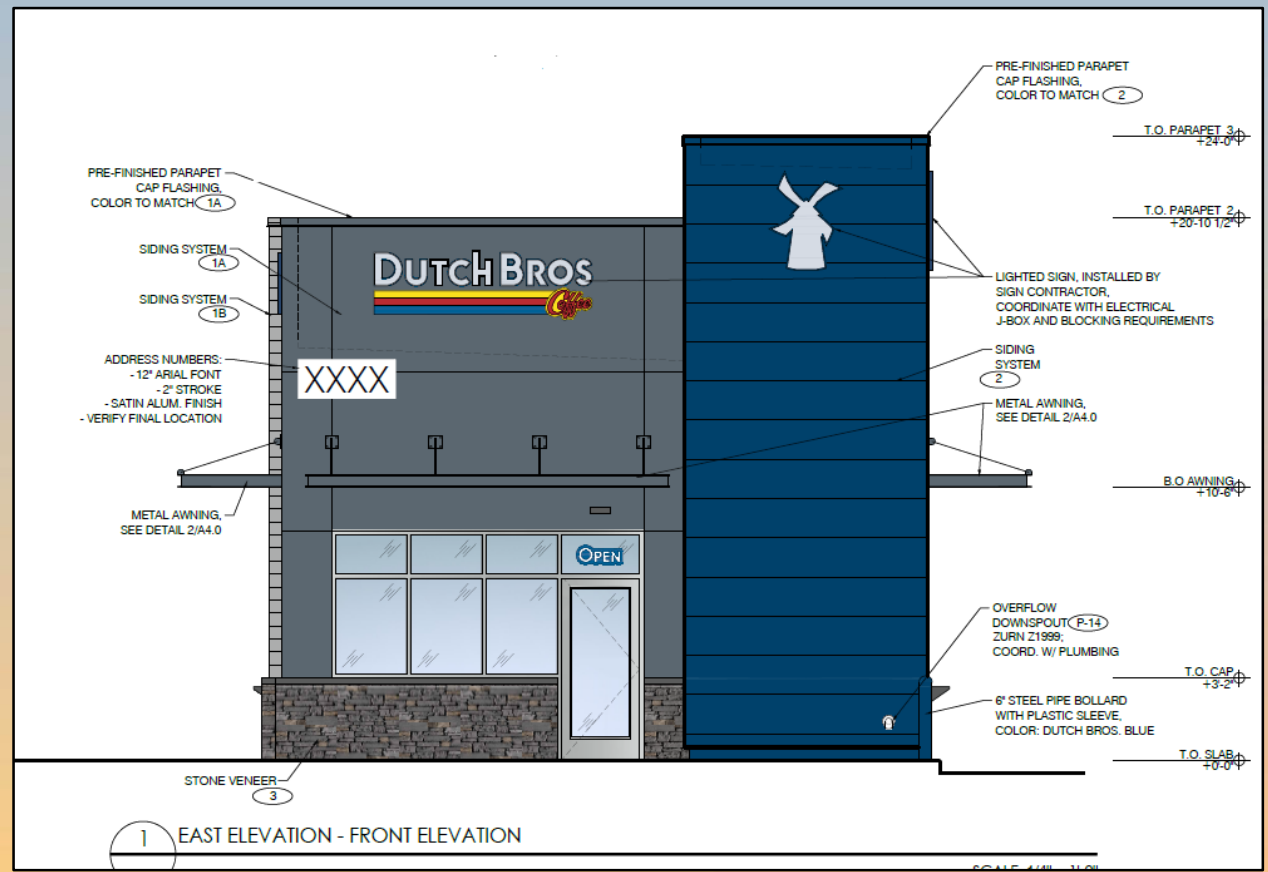 PRE-FINISHED PARAPET
CAP FLASHING,
COLOR TO MATCH 2
T.O. PARAPET 3
+24'-0"
PRE-FINISHED PARAPET
CAP FLASHING,
COLOR TO MATCH 1A
T.O. PARAPET 2
+20'-10 1/2"
SIDING SYSTEM
1A
DUTCH BROS
Coffee
LIGHTED SIGN, INSTALLED BY
SIGN CONTRACTOR,
COORDINATE WITH ELECTRICAL
J-BOX AND BLOCKING REQUIREMENTS
SIDING SYSTEM
1B
SIDING
SYSTEM
2
ADDRESS NUMBERS:
- 12" ARIAL FONT
- 2" STROKE
- SATIN ALUM. FINISH
- VERIFY FINAL LOCATION
XXXX
METAL AWNING,
SEE DETAIL 2/A4.0
B.O AWNING
+10'-6"
METAL AWNING,
SEE DETAIL 2/A4.0
OPEN
OVERFLOW
DOWNSPOUT P-14
ZURN Z1999;
COORD. W/ PLUMBING
T.O. CAP
+3'-2"
6" STEEL PIPE BOLLARD
WITH PLASTIC SLEEVE,
COLOR: DUTCH BROS. BLUE
T.O. SLAB
+0'-0"
STONE VENEER
3
1 EAST ELEVATION - FRONT ELEVATION